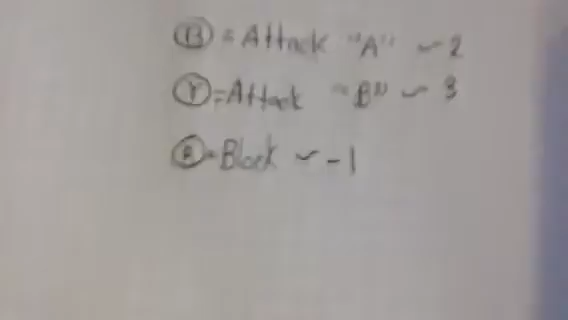 B = Attack "A" ~ 2
Y = Attack "B" ~ 3
R = Block ~ -1